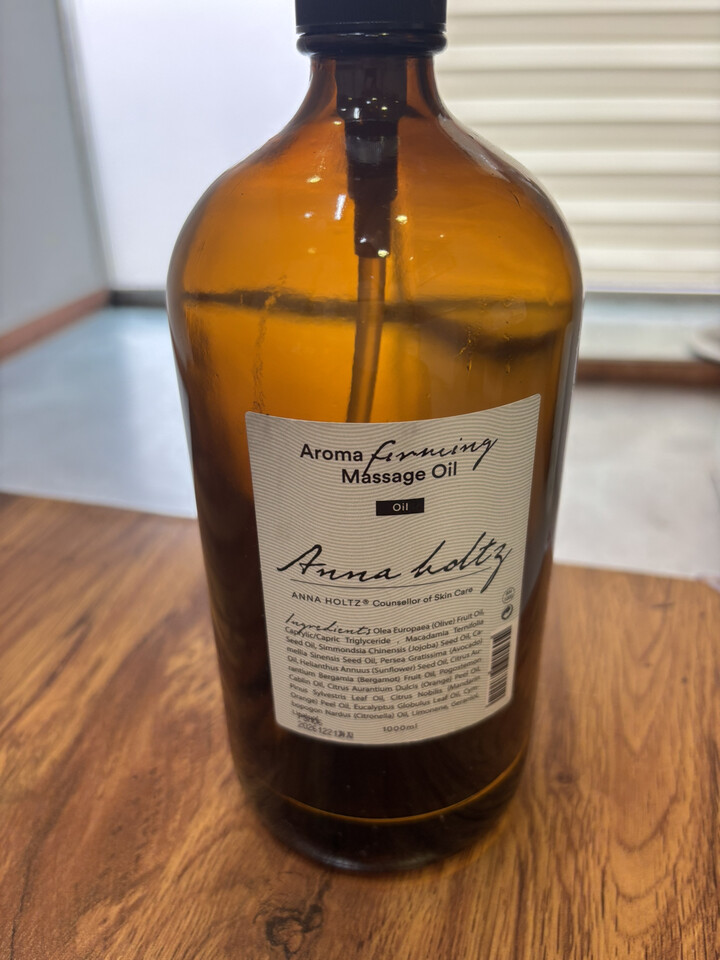 Aroma firming
Massage Oil
Oil
Anna holtz
ANNA HOLTZ® Counsellor of Skin Care
Ingredients Olea Europaea (Olive) Fruit Oil,
Caprylic/Capric Triglyceride , Macadamia Ternifolia
Seed Oil, Simmondsia Chinensis (Jojoba) Seed Oil, Ca-
mellia Sinensis Seed Oil, Persea Gratissima (Avocado)
Oil, Helianthus Annuus (Sunflower) Seed Oil, Citrus Au-
rantium Bergamia (Bergamot) Fruit Oil, Pogostemon
Cablin Oil, Citrus Aurantium Dulcis (Orange) Peel Oil,
Pinus Sylvestris Leaf Oil, Citrus Nobilis (Mandarin
Orange) Peel Oil, Eucalyptus Globulus Leaf Oil, Cym-
bopogon Nardus (Citronella) Oil, Limonene, Geraniol,
1000ml